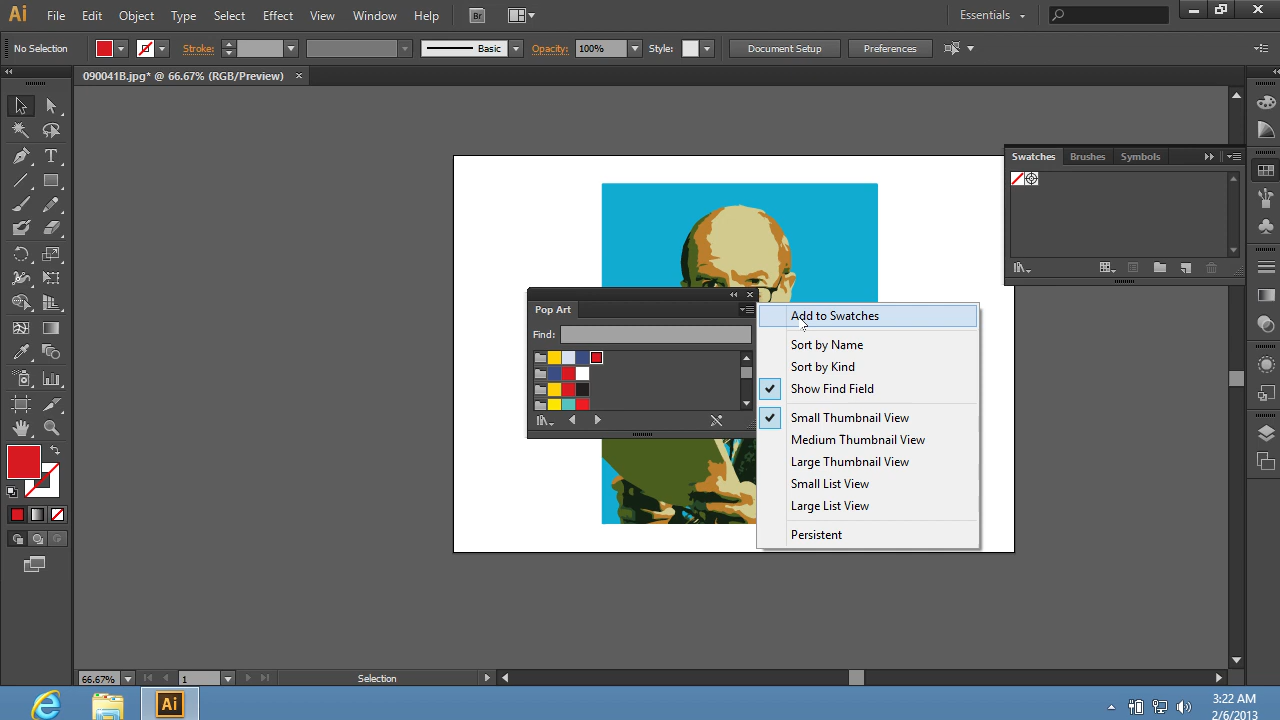 Ai File Edit Object Type Select Effect View Window Help Br Essentials
No Selection Stroke: Basic Opacity: 100% Style: Document Setup Preferences
090041B.jpg* @ 66.67% (RGB/Preview)
Swatches Brushes Symbols
Pop Art
Find:
Add to Swatches
Sort by Name
Sort by Kind
Show Find Field
Small Thumbnail View
Medium Thumbnail View
Large Thumbnail View
Small List View
Large List View
Persistent
66.67% 1 Selection
Ai
3:22 AM
2/6/2013